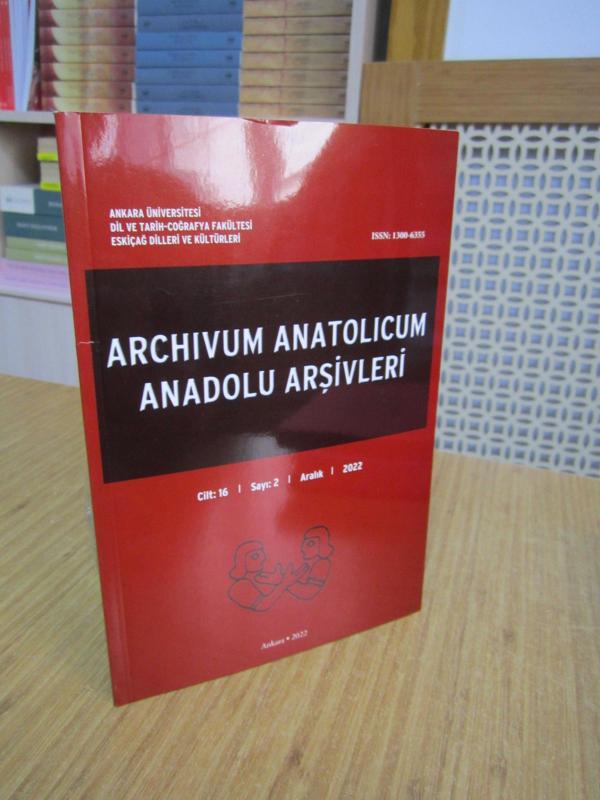 ANKARA ÜNİVERSİTESİ
DİL VE TARİH-COĞRAFYA FAKÜLTESİ
ESKİÇAĞ DİLLERİ VE KÜLTÜRLERİ
ISSN: 1300-6355
ARCHIVUM ANATOLICUM
ANADOLU ARŞİVLERİ
Cilt: 16 | Sayı: 2 | Aralık | 2022
Ankara • 2022